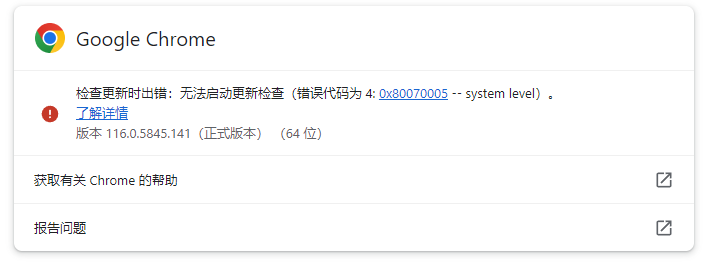 Google Chrome
检查更新时出错：无法启动更新检查（错误代码为 4: 0x80070005 -- system level）。
了解详情
版本 116.0.5845.141（正式版本） （64 位）
获取有关 Chrome 的帮助
报告问题